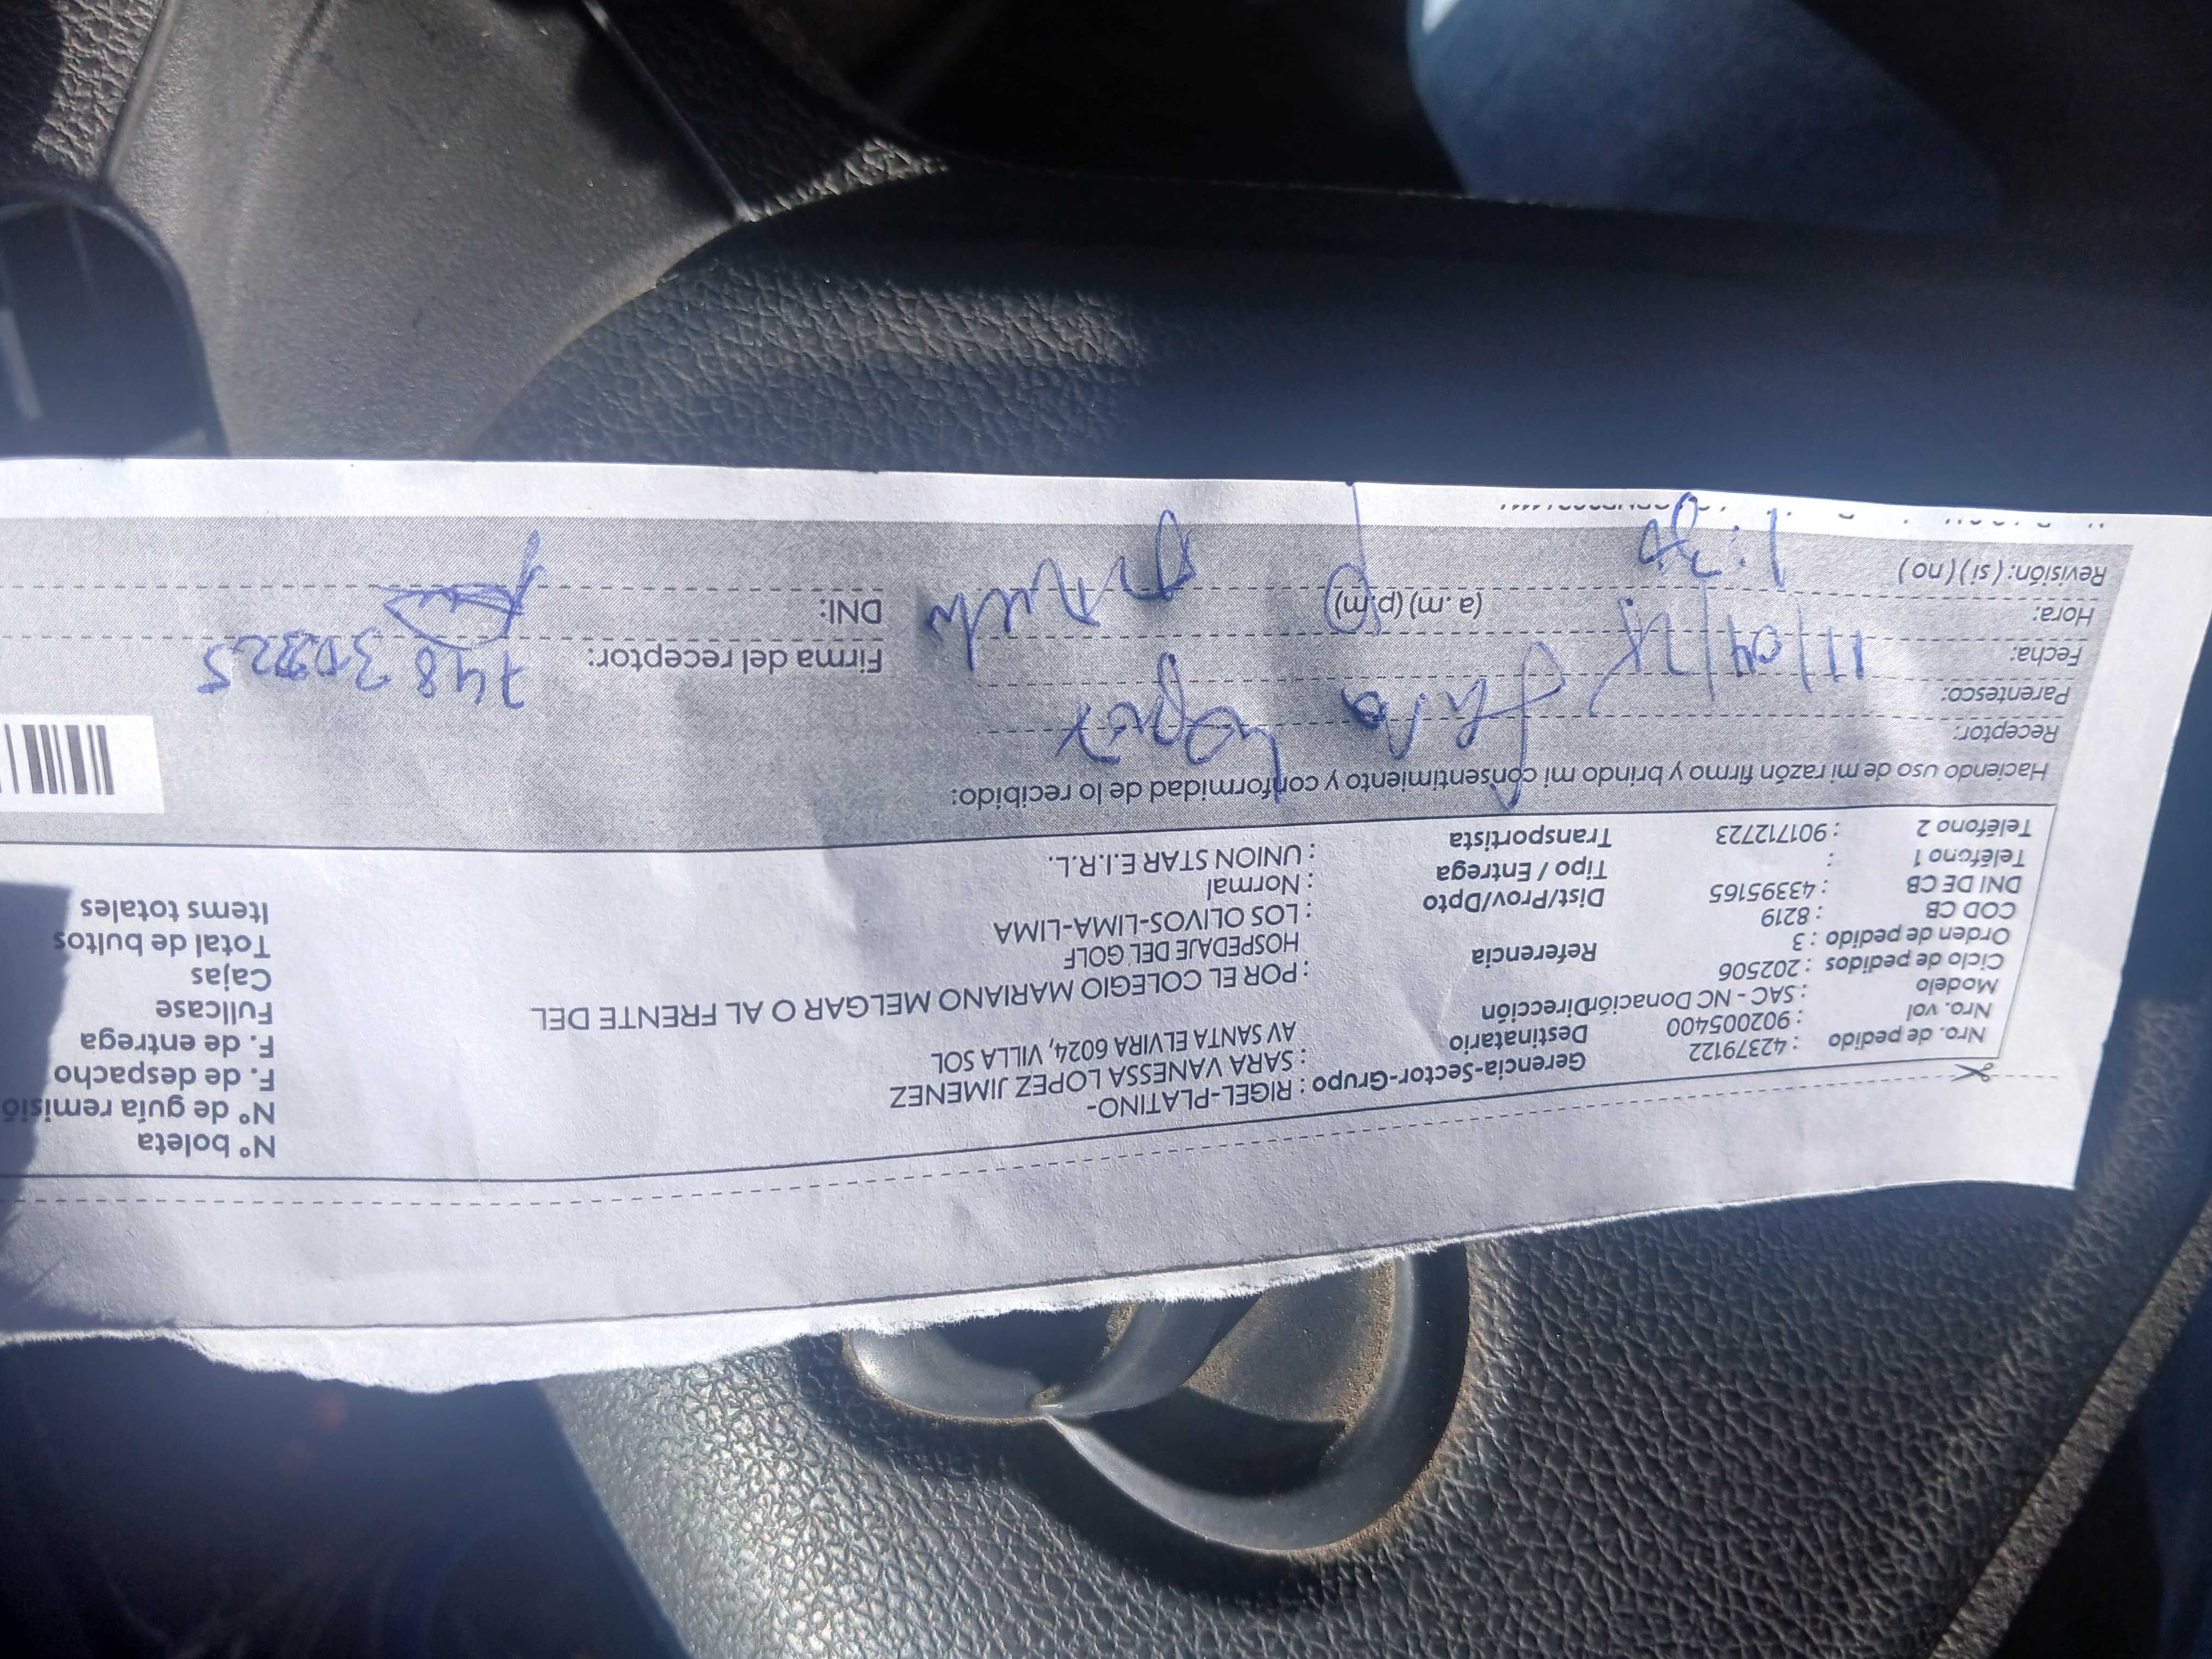 Nº boleta
Nº de guía remisió
F. de despacho
F. de entrega
Fullcase
Cajas
Total de bultos
Items totales
Nro. de pedido : 42379122
Nro. vol : 902005400
Modelo : SAC - NC Donación
Ciclo de pedidos : 202506
Orden de pedido : 3
COD CB : 8219
DNI DE CB : 43395165
Teléfono 1 :
Teléfono 2 : 901712723
Gerencia-Sector-Grupo : RIGEL-PLATINO-
Destinatario : SARA VANESSA LOPEZ JIMENEZ
Dirección AV SANTA ELVIRA 6024, VILLA SOL
Referencia : POR EL COLEGIO MARIANO MELGAR O AL FRENTE DEL
HOSPEDAJE DEL GOLF
Dist/Prov/Dpto : LOS OLIVOS-LIMA-LIMA
Tipo / Entrega : Normal
Transportista : UNION STAR E.I.R.L.
Haciendo uso de mi razón firmo y brindo mi consentimiento y conformidad de lo recibido:
Receptor: Lopez
Parentesco:
Fecha: 11/04/25
Hora: 1:30 (a.m) (p.m)
Revisión: ( si ) ( no )
Firma del receptor:
DNI: